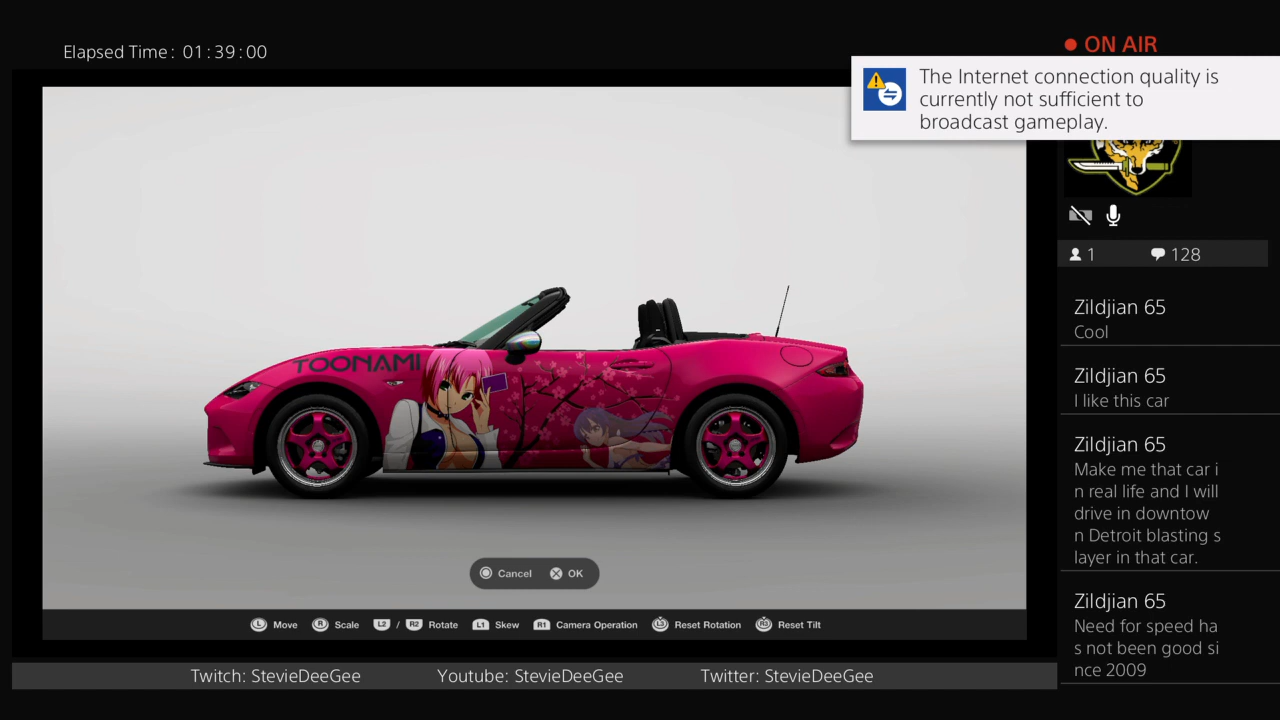 Elapsed Time: 01:39:00
ON AIR
The Internet connection quality is
currently not sufficient to
broadcast gameplay.
1
128
Zildjian 65
Cool
Zildjian 65
I like this car
Zildjian 65
Make me that car i
n real life and I will
drive in downtow
n Detroit blasting s
layer in that car.
Zildjian 65
Need for speed ha
s not been good si
nce 2009
TOONAMI
Cancel
OK
L Move
R Scale
L2 / R2 Rotate
L1 Skew
R1 Camera Operation
L3 Reset Rotation
R3 Reset Tilt
Twitch: StevieDeeGee
Youtube: StevieDeeGee
Twitter: StevieDeeGee